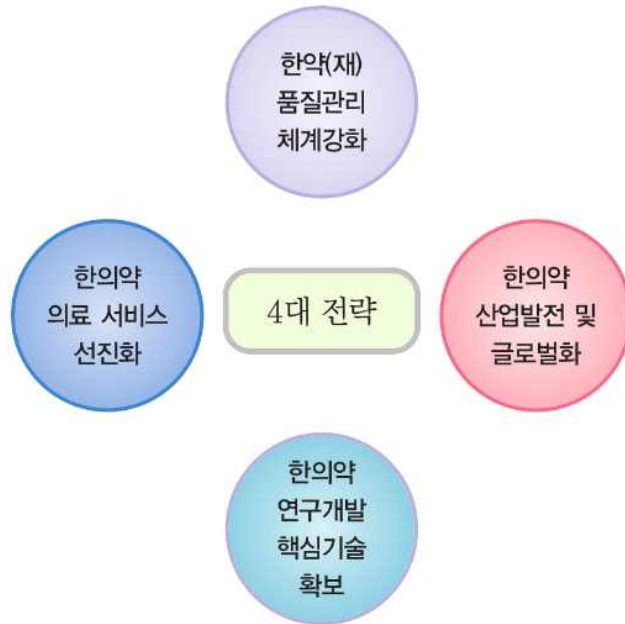 한약(재)
품질관리
체계강화
한의약
의료 서비스
선진화
4대 전략
한의약
산업발전 및
글로벌화
한의약
연구개발
핵심기술
확보